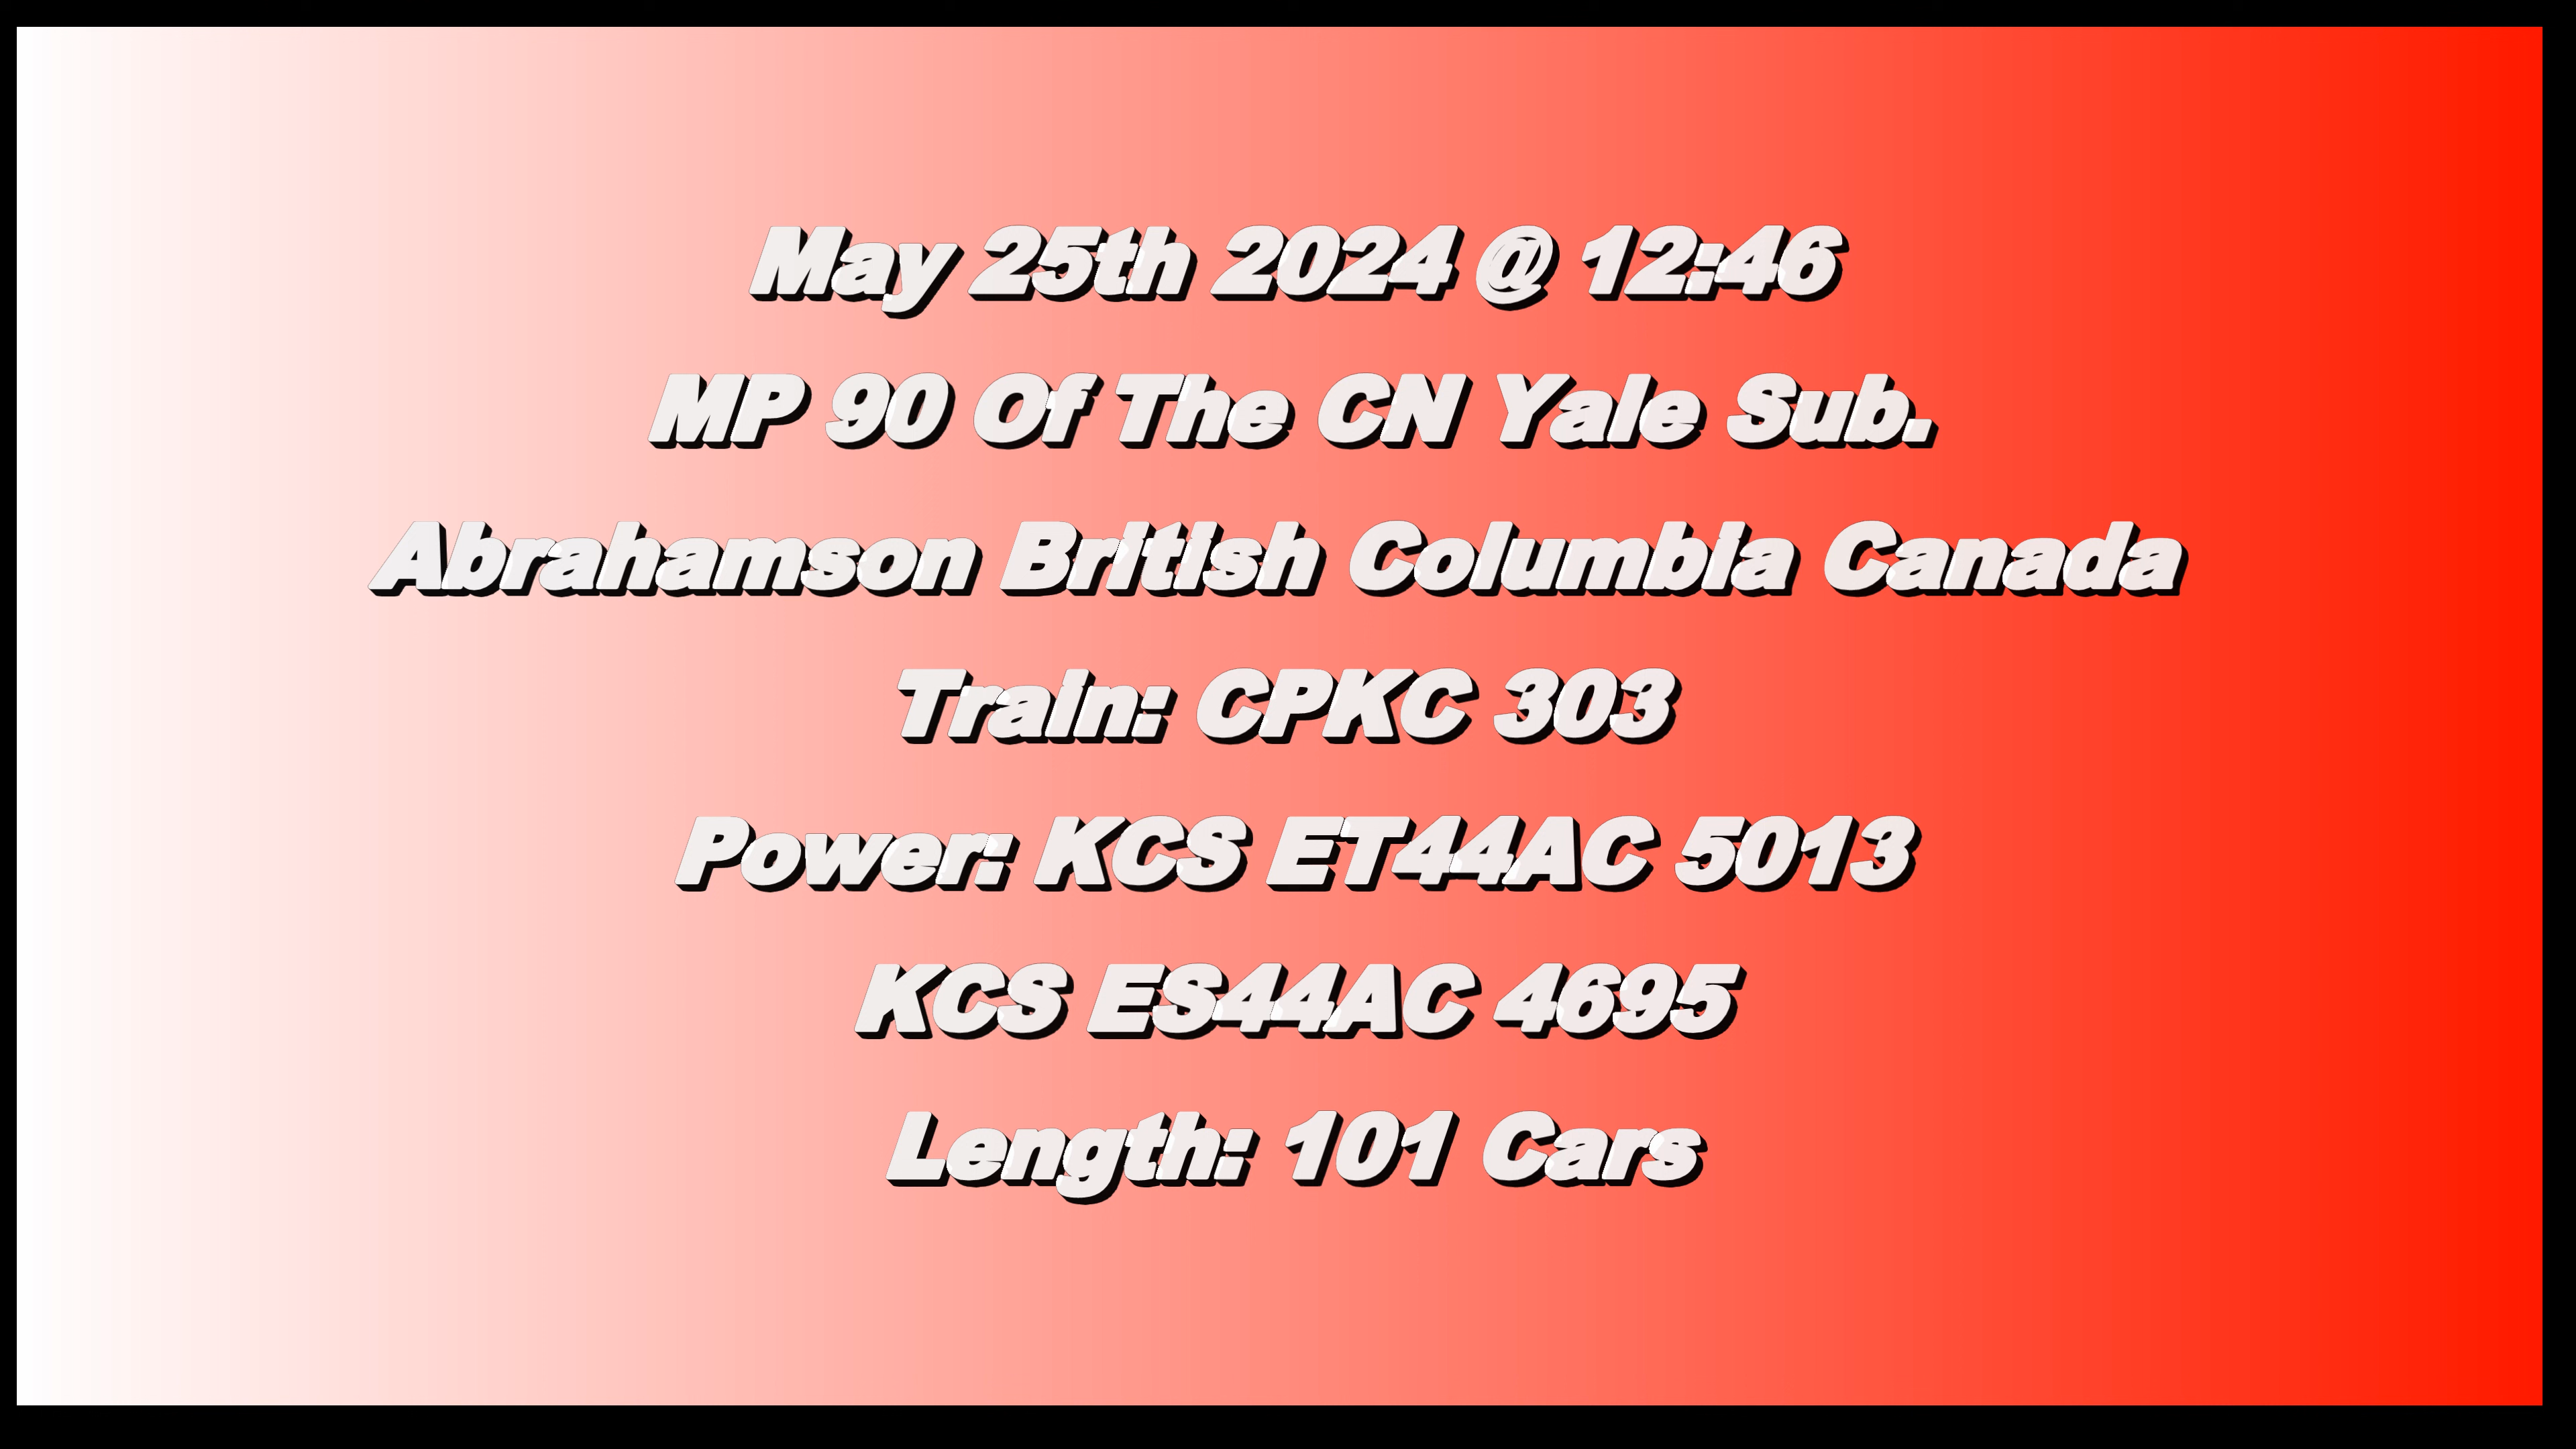 May 25th 2024 @ 12:46
MP 90 Of The CN Yale Sub.
Abrahamson British Columbia Canada
Train: CPKC 303
Power: KCS ET44AC 5013
KCS ES44AC 4695
Length: 101 Cars